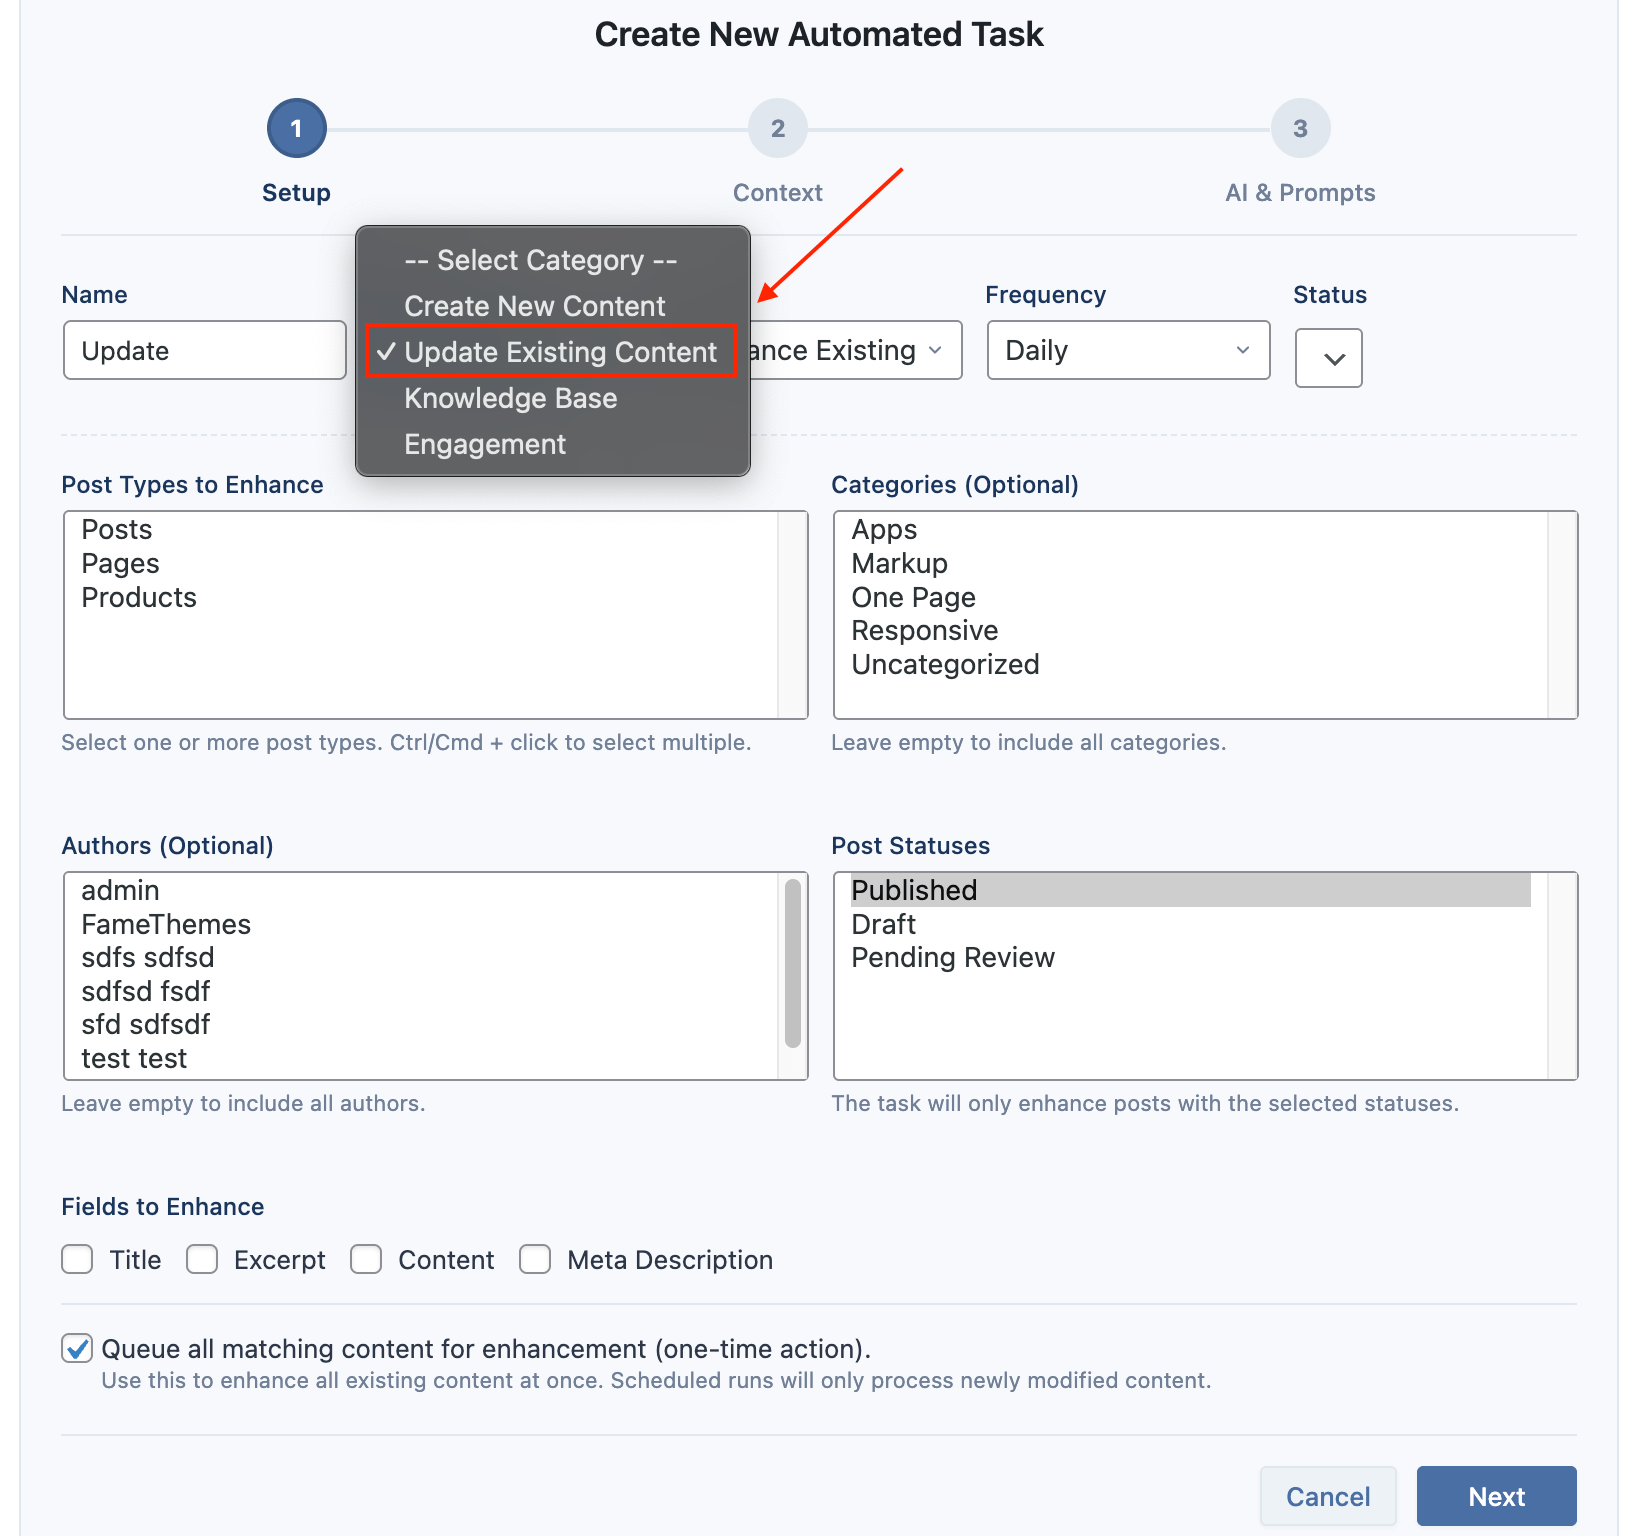 Create New Automated Task
1
2
3
Setup
Context
AI & Prompts
-- Select Category --
Create New Content
✓ Update Existing Content
Knowledge Base
Engagement
Name
Frequency
Status
Update
ance Existing
Daily
Post Types to Enhance
Posts
Pages
Products
Select one or more post types. Ctrl/Cmd + click to select multiple.
Categories (Optional)
Apps
Markup
One Page
Responsive
Uncategorized
Leave empty to include all categories.
Authors (Optional)
admin
FameThemes
sdfs sdfsd
sdfsd fsdf
sfd sdfsdf
test test
Leave empty to include all authors.
Post Statuses
Published
Draft
Pending Review
The task will only enhance posts with the selected statuses.
Fields to Enhance
Title
Excerpt
Content
Meta Description
Queue all matching content for enhancement (one-time action).
Use this to enhance all existing content at once. Scheduled runs will only process newly modified content.
Cancel
Next